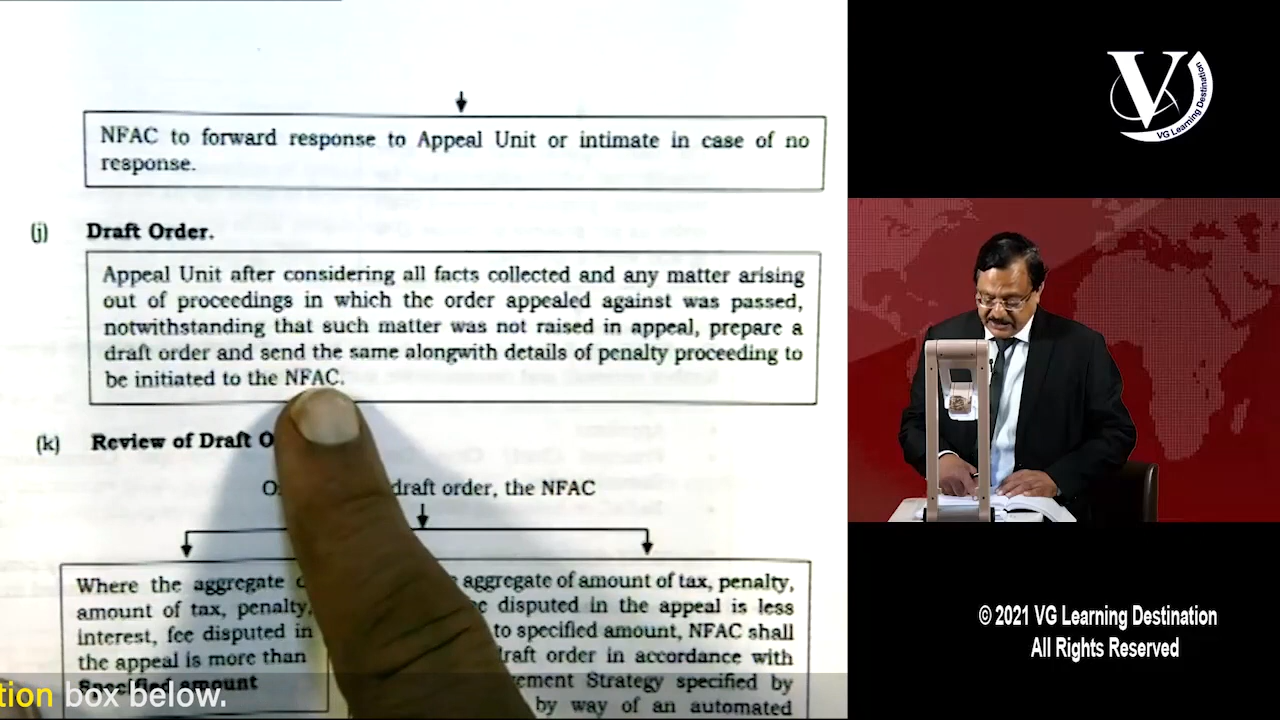 NFAC to forward response to Appeal Unit or intimate in case of no
response.
(j) Draft Order.
Appeal Unit after considering all facts collected and any matter arising
out of proceedings in which the order appealed against was passed,
notwithstanding that such matter was not raised in appeal, prepare a
draft order and send the same alongwith details of penalty proceeding to
be initiated to the NFAC.
(k) Review of Draft O
draft order, the NFAC
Where the aggregate
amount of tax, penalty,
interest, fee disputed in
the appeal is more than
Specified amount
aggregate of amount of tax, penalty,
disputed in the appeal is less
to specified amount, NFAC shall
draft order in accordance with
Strategy specified by
by way of an automated
tion box below.
V
VG Learning Destination
© 2021 VG Learning Destination
All Rights Reserved